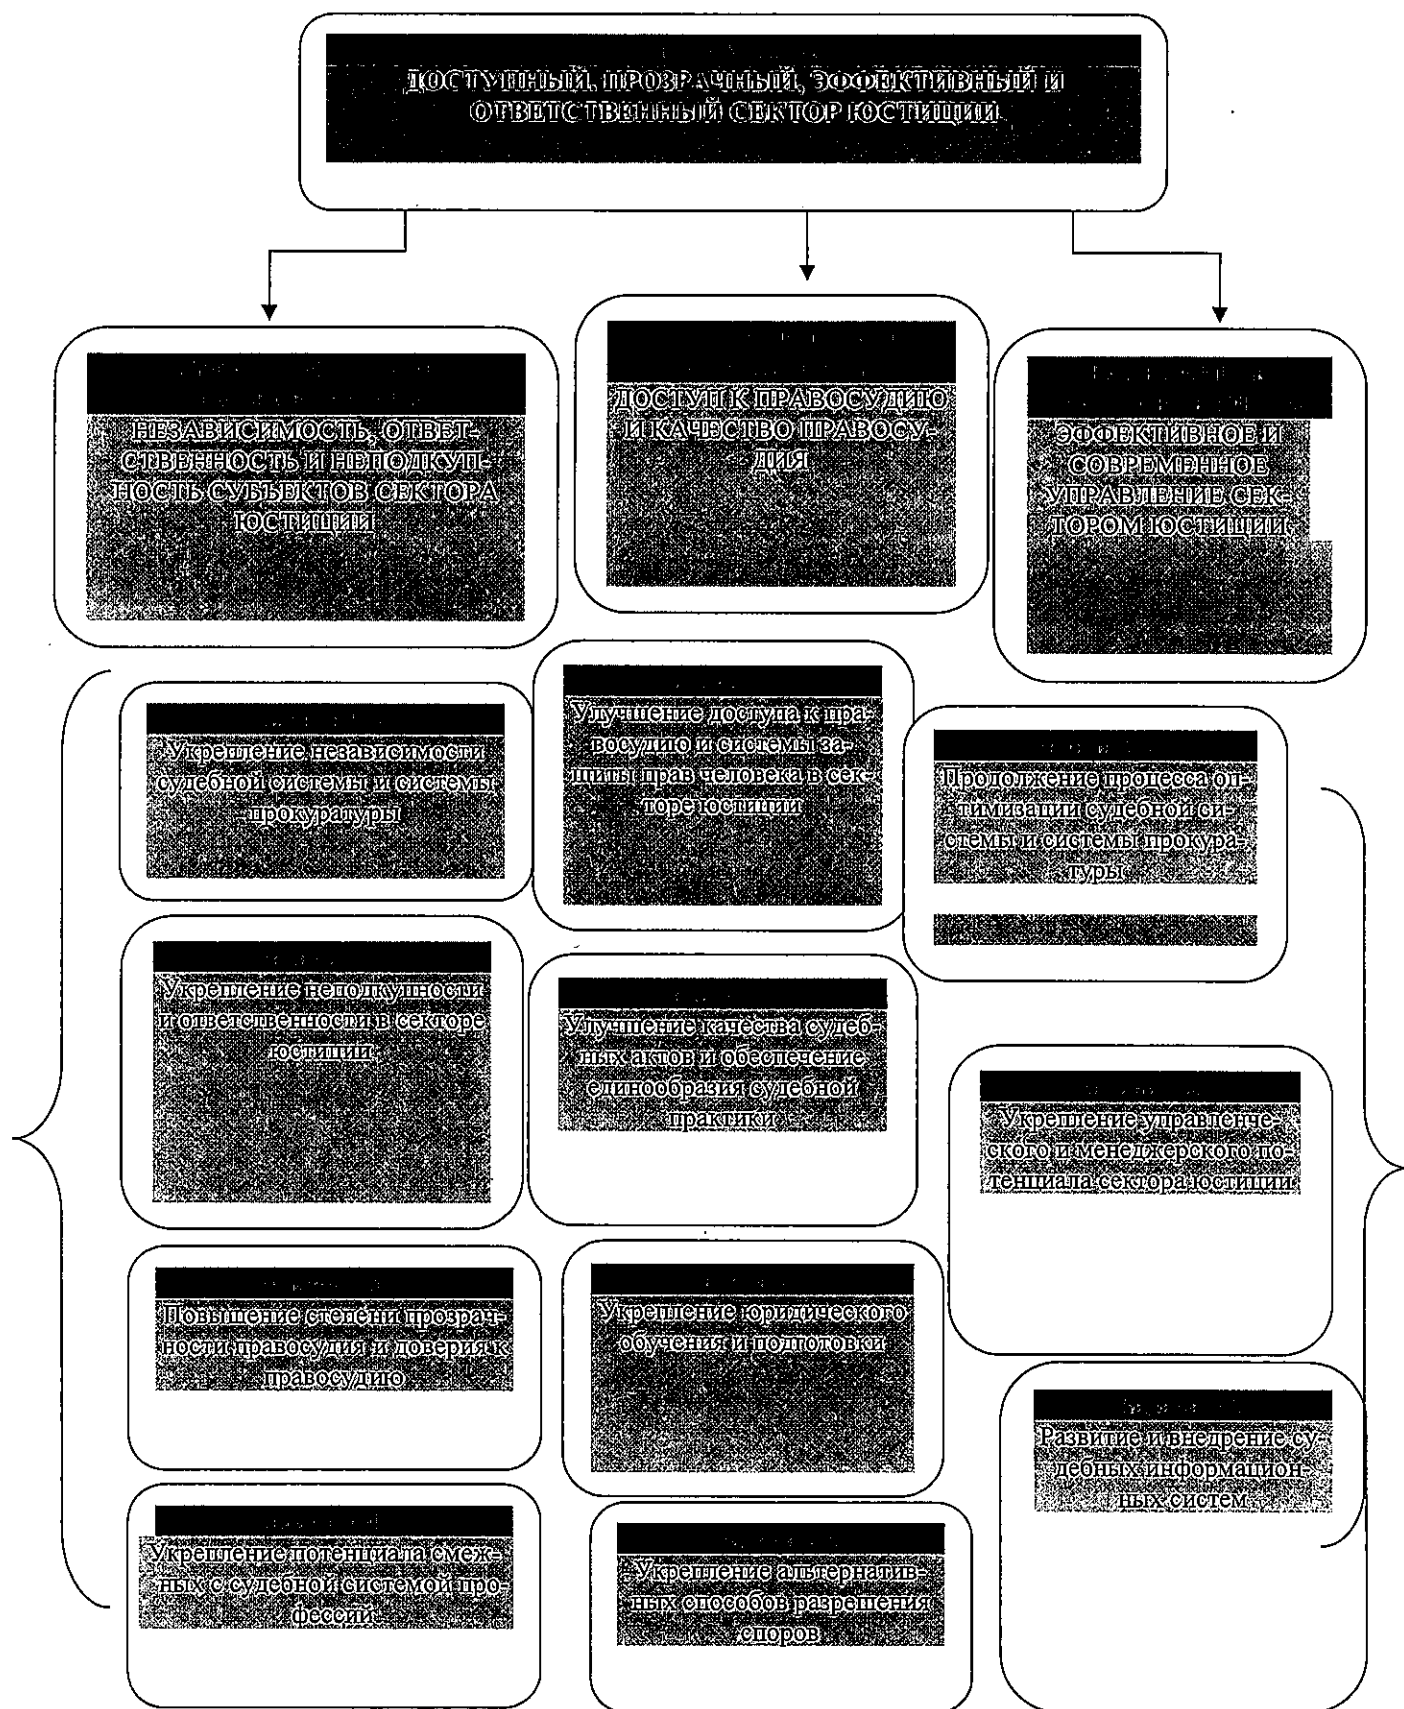 ДОСТУПНЫЙ, ПРОЗРАЧНЫЙ, ЭФФЕКТИВНЫЙ И
ОТВЕТСТВЕННЫЙ СЕКТОР ЮСТИЦИИ
НЕЗАВИСИМОСТЬ, ОТВЕТ-
СТВЕННОСТЬ И НЕПОДКУП-
НОСТЬ СУБЪЕКТОВ СЕКТОРА
ЮСТИЦИИ
ДОСТУП К ПРАВОСУДИЮ
И КАЧЕСТВО ПРАВОСУ-
ДИЯ
ЭФФЕКТИВНОЕ И
СОВРЕМЕННОЕ
УПРАВЛЕНИЕ СЕК-
ТОРОМ ЮСТИЦИИ
Укрепление независимости
судебной системы и системы
прокуратуры
Улучшение доступа к пра-
восудию и системы за-
щиты прав человека в сек-
торе юстиции
Продолжение процесса оп-
тимизации судебной си-
стемы и системы прокура-
туры
Укрепление неподкупности
и ответственности в секторе
юстиции
Улучшение качества судеб-
ных актов и обеспечение
единообразия судебной
практики
Укрепление управленче-
ского и менеджерского по-
тенциала сектора юстиции
Повышение степени прозрач-
ности правосудия и доверия к
правосудию
Укрепление юридического
обучения и подготовки
Развитие и внедрение су-
дебных информацион-
ных систем
Укрепление потенциала смеж-
ных с судебной системой про-
фессий
Укрепление альтернатив-
ных способов разрешения
споров